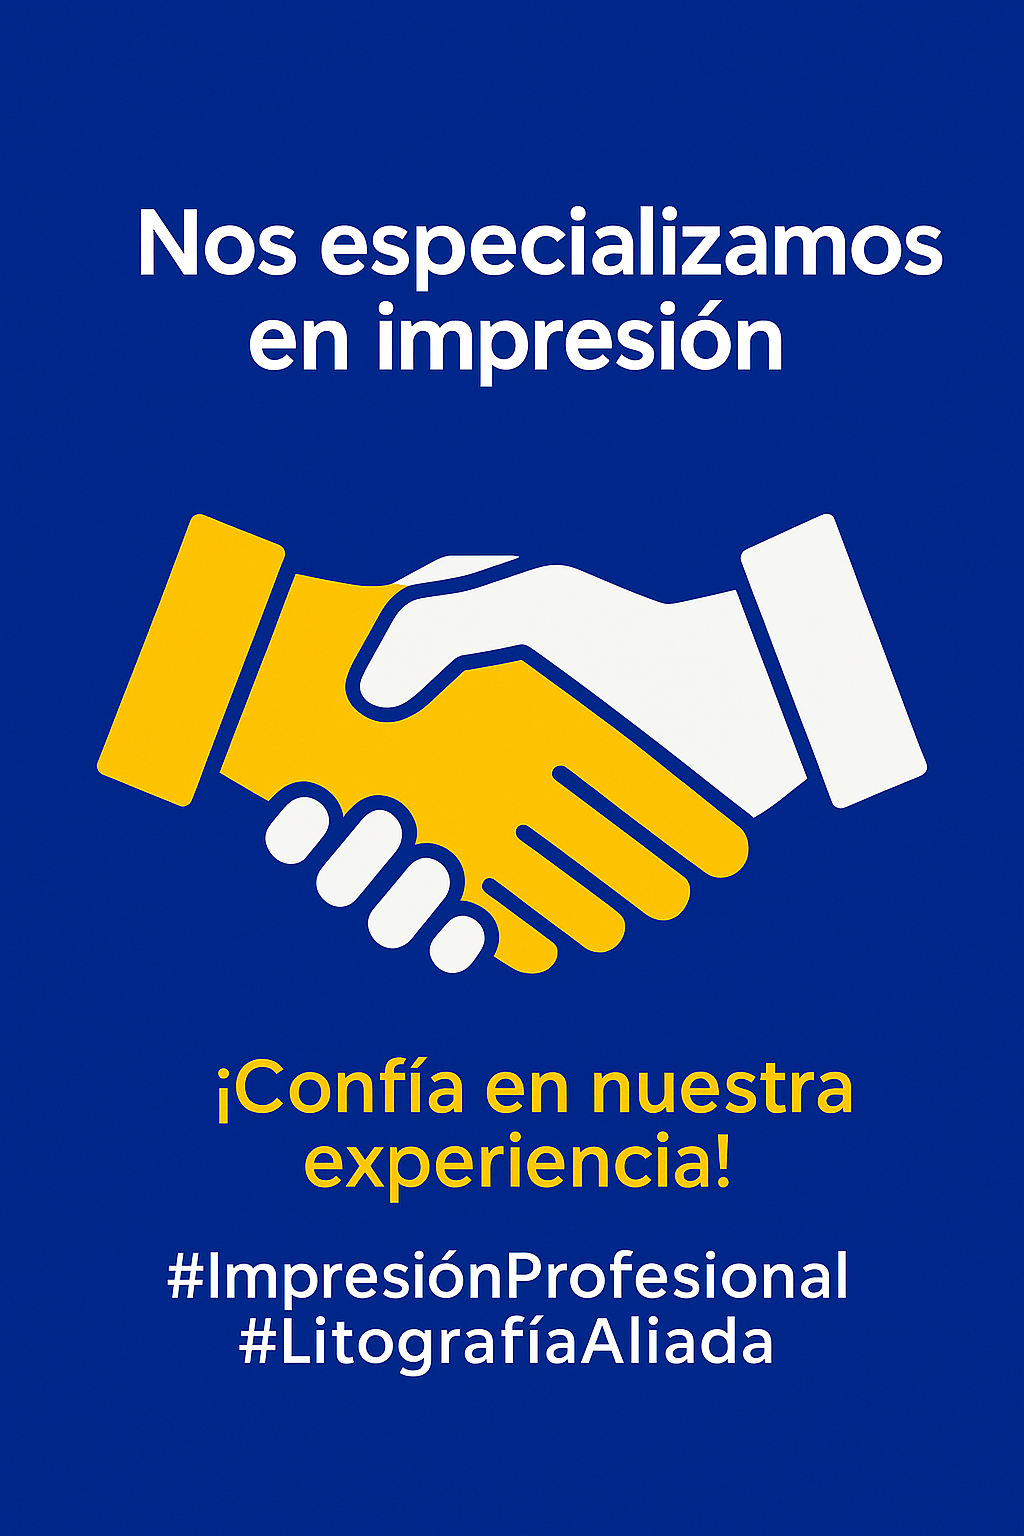 Nos especializamos
en impresión
¡Confía en nuestra
experiencia!
#ImpresiónProfesional
#LitografíaAliada